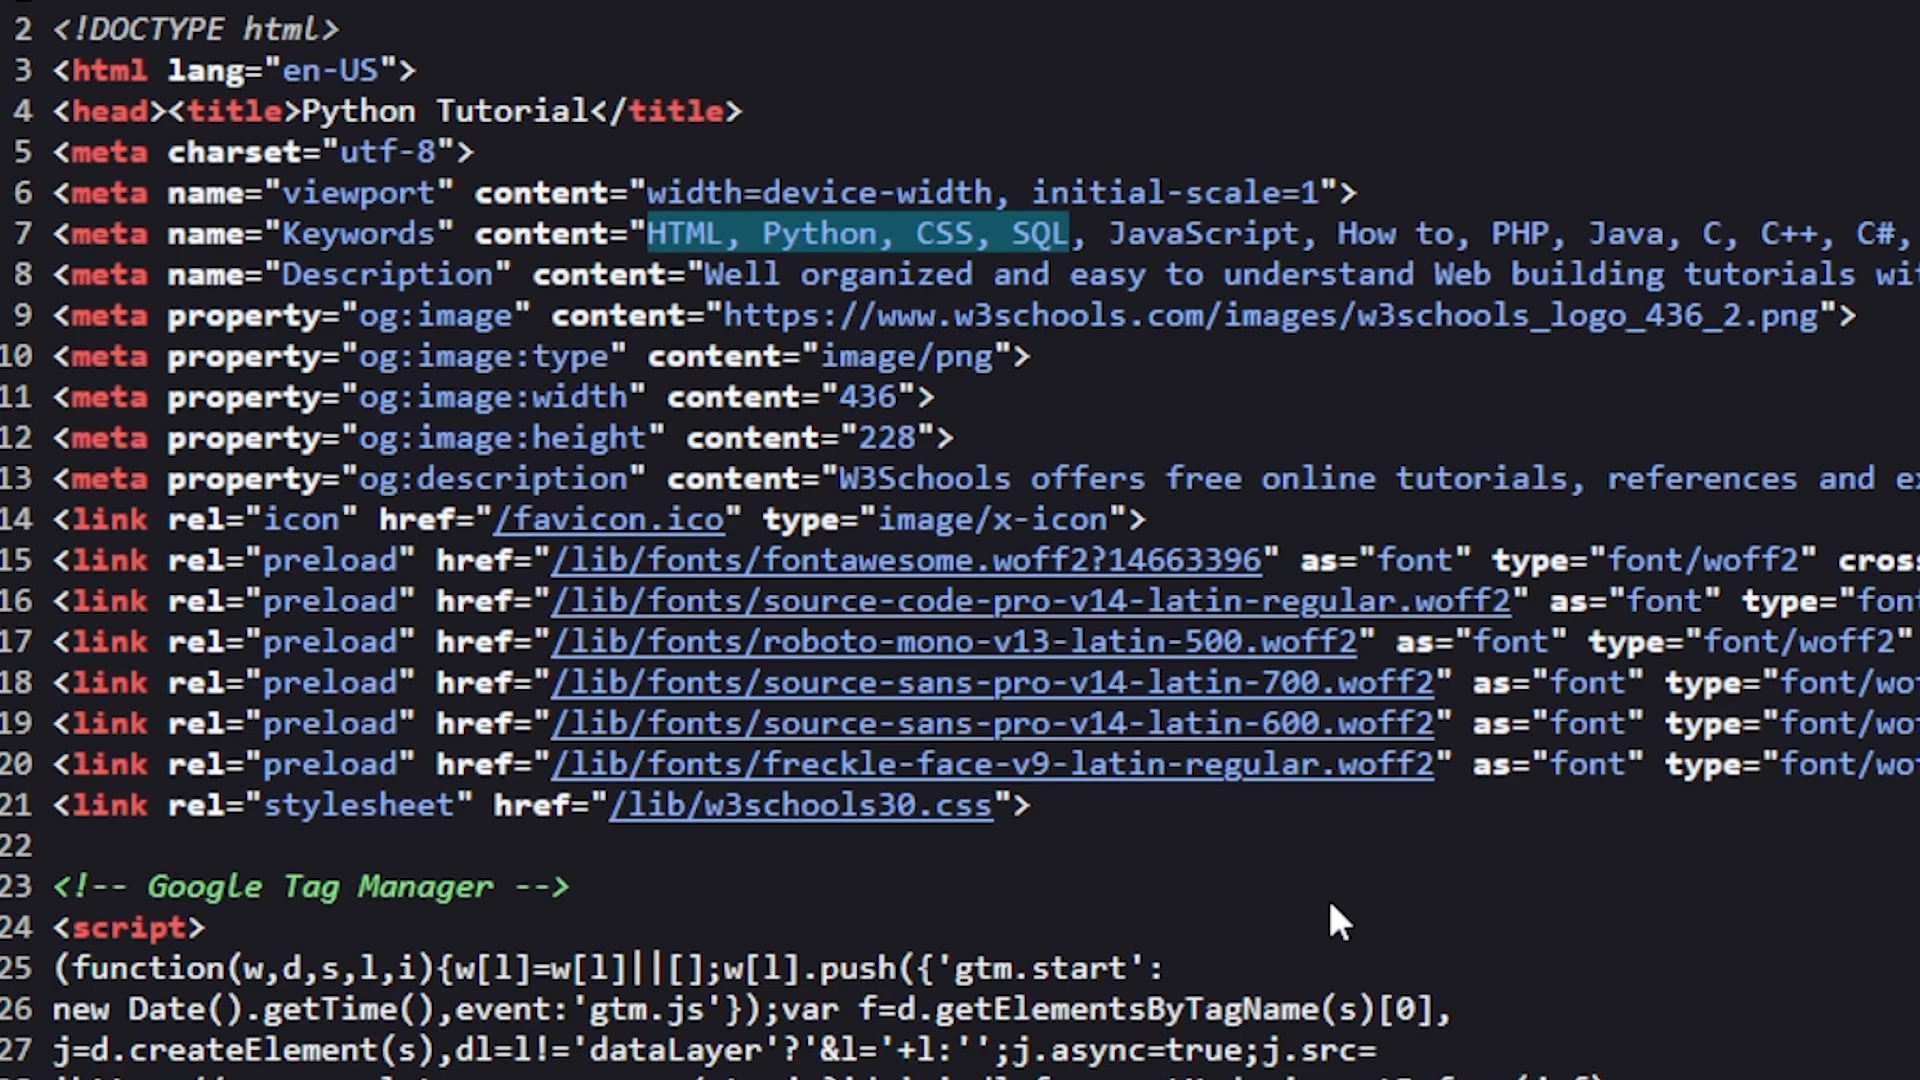 2 <!DOCTYPE html>
3 <html lang="en-US">
4 <head><title>Python Tutorial</title>
5 <meta charset="utf-8">
6 <meta name="viewport" content="width=device-width, initial-scale=1">
7 <meta name="Keywords" content="HTML, Python, CSS, SQL, JavaScript, How to, PHP, Java, C, C++, C#,
8 <meta name="Description" content="Well organized and easy to understand Web building tutorials
9 <meta property="og:image" content="https://www.w3schools.com/images/w3schools_logo_436_2.png">
10 <meta property="og:image:type" content="image/png">
11 <meta property="og:image:width" content="436">
12 <meta property="og:image:height" content="228">
13 <meta property="og:description" content="W3Schools offers free online tutorials, references and
14 <link rel="icon" href="/favicon.ico" type="image/x-icon">
15 <link rel="preload" href="/lib/fonts/fontawesome.woff2?14663396" as="font" type="font/woff2" cros
16 <link rel="preload" href="/lib/fonts/source-code-pro-v14-latin-regular.woff2" as="font" type="fon
17 <link rel="preload" href="/lib/fonts/roboto-mono-v13-latin-500.woff2" as="font" type="font/woff2"
18 <link rel="preload" href="/lib/fonts/source-sans-pro-v14-latin-700.woff2" as="font" type="font/wo
19 <link rel="preload" href="/lib/fonts/source-sans-pro-v14-latin-600.woff2" as="font" type="font/wo
20 <link rel="preload" href="/lib/fonts/freckle-face-v9-latin-regular.woff2" as="font" type="font/wo
21 <link rel="stylesheet" href="/lib/w3schools30.css">
22
23 <!-- Google Tag Manager -->
24 <script>
25 (function(w,d,s,l,i){w[l]=w[l]||[];w[l].push({'gtm.start':
26 new Date().getTime(),event:'gtm.js'});var f=d.getElementsByTagName(s)[0],
27 j=d.createElement(s),dl=l!='dataLayer'?'&l='+l:'';j.async=true;j.src=